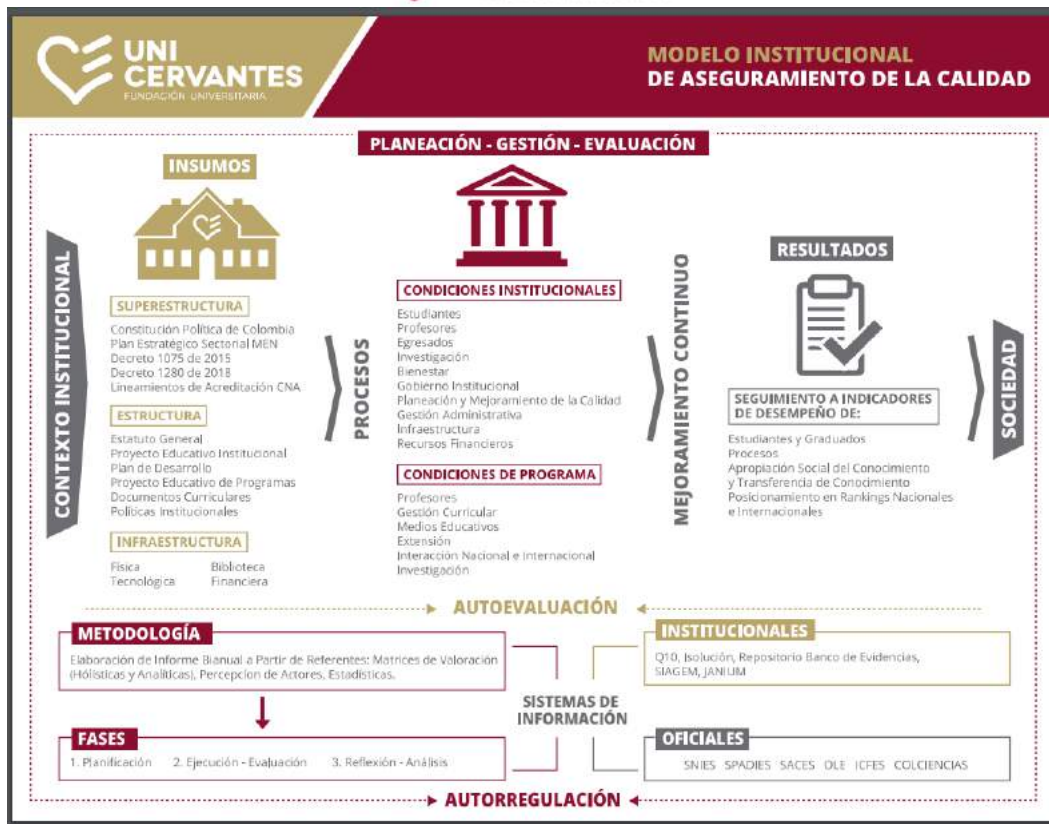 UNI
CERVANTES
FUNDACIÓN UNIVERSITARIA
MODELO INSTITUCIONAL
DE ASEGURAMIENTO DE LA CALIDAD
PLANEACIÓN - GESTIÓN - EVALUACIÓN
CONTEXTO INSTITUCIONAL
INSUMOS
SUPERESTRUCTURA
Constitución Política de Colombia
Plan Estratégico Sectorial MEN
Decreto 1075 de 2015
Decreto 1280 de 2018
Lineamientos de Acreditación CNA
ESTRUCTURA
Estatuto General
Proyecto Educativo Institucional
Plan de Desarrollo
Proyecto Educativo de Programas
Documentos Curriculares
Políticas Institucionales
INFRAESTRUCTURA
Física Biblioteca
Tecnológica Financiera
PROCESOS
CONDICIONES INSTITUCIONALES
Estudiantes
Profesores
Egresados
Investigación
Bienestar
Gobierno Institucional
Planeación y Mejoramiento de la Calidad
Gestión Administrativa
Infraestructura
Recursos Financieros
CONDICIONES DE PROGRAMA
Profesores
Gestión Curricular
Medios Educativos
Extensión
Interacción Nacional e Internacional
Investigación
MEJORAMIENTO CONTINUO
RESULTADOS
SEGUIMIENTO A INDICADORES
DE DESEMPEÑO DE:
Estudiantes y Graduados
Procesos
Apropiación Social del Conocimiento
y Transferencia de Conocimiento
Posicionamiento en Rankings Nacionales
e Internacionales
SOCIEDAD
AUTOEVALUACIÓN
METODOLOGÍA
Elaboración de Informe Bianual a Partir de Referentes: Matrices de Valoración
(Hólisticas y Analíticas), Percepcion de Actores, Estadísticas.
FASES
1. Planificación 2. Ejecución - Evaluación 3. Reflexión - Análisis
SISTEMAS DE
INFORMACIÓN
INSTITUCIONALES
Q10, Isolución, Repositorio Banco de Evidencias,
SIAGEM, JANIUM
OFICIALES
SNIES SPADIES SACES OLE ICFES COLCIENCIAS
AUTORREGULACIÓN